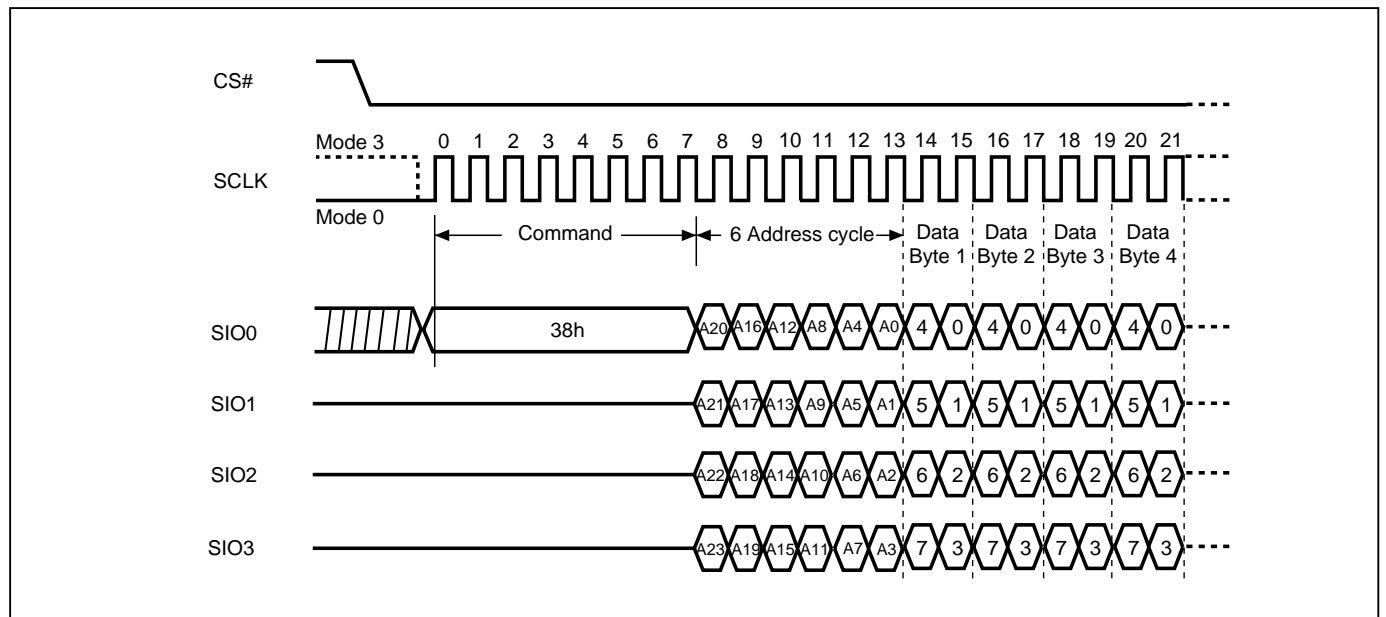 CS#
Mode 3
0 1 2 3 4 5 6 7 8 9 10 11 12 13 14 15 16 17 18 19 20 21
SCLK
Mode 0
Command
6 Address cycle
Data Byte 1
Data Byte 2
Data Byte 3
Data Byte 4
SIO0
38h
A20 A16 A12 A8 A4 A0 4 0 4 0 4 0 4 0
SIO1
A21 A17 A13 A9 A5 A1 5 1 5 1 5 1 5 1
SIO2
A22 A18 A14 A10 A6 A2 6 2 6 2 6 2 6 2
SIO3
A23 A19 A15 A11 A7 A3 7 3 7 3 7 3 7 3